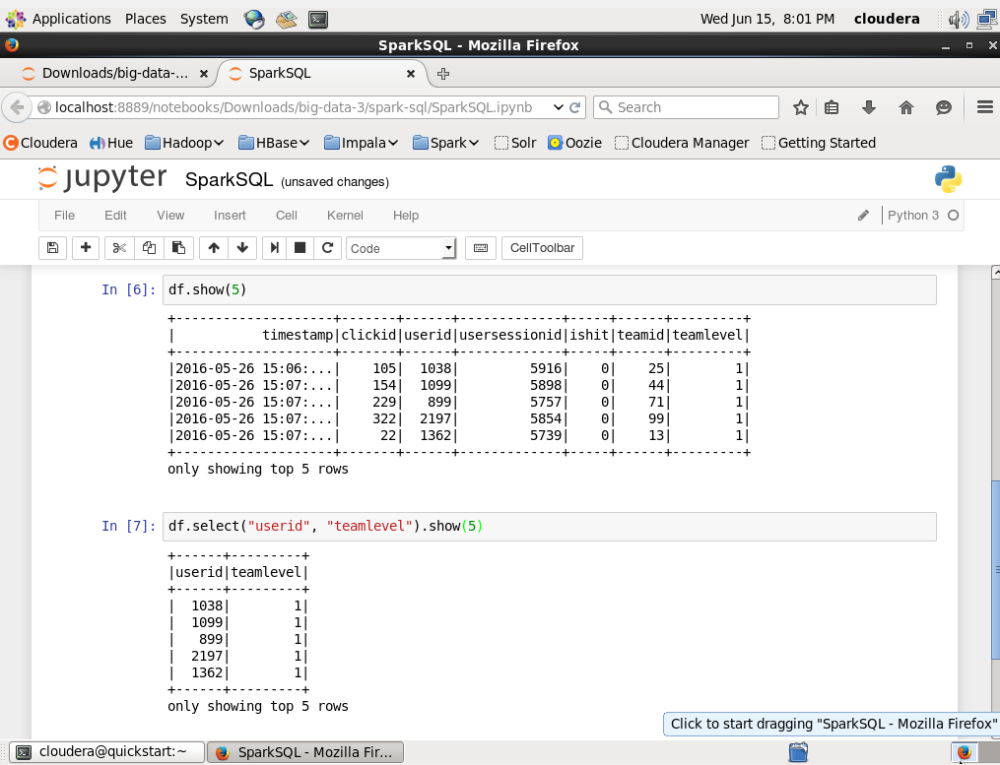 Applications Places System Wed Jun 15, 8:01 PM cloudera
SparkSQL - Mozilla Firefox
Downloads/big-data-... SparkSQL
localhost:8889/notebooks/Downloads/big-data-3/spark-sql/SparkSQL.ipynb Search
Cloudera Hue Hadoop HBase Impala Spark Solr Oozie Cloudera Manager Getting Started
jupyter SparkSQL (unsaved changes)
File Edit View Insert Cell Kernel Help Python 3
Code CellToolbar
In [6]: df.show(5)
+--------------------+-------+------+-------------+-----+------+---------+
|           timestamp|clickid|userid|usersessionid|ishit|teamid|teamlevel|
+--------------------+-------+------+-------------+-----+------+---------+
|2016-05-26 15:06:...|    105|  1038|         5916|    0|    25|        1|
|2016-05-26 15:07:...|    154|  1099|         5898|    0|    44|        1|
|2016-05-26 15:07:...|    229|   899|         5757|    0|    71|        1|
|2016-05-26 15:07:...|    322|  2197|         5854|    0|    99|        1|
|2016-05-26 15:07:...|     22|  1362|         5739|    0|    13|        1|
+--------------------+-------+------+-------------+-----+------+---------+
only showing top 5 rows
In [7]: df.select("userid", "teamlevel").show(5)
+------+---------+
|userid|teamlevel|
+------+---------+
|  1038|        1|
|  1099|        1|
|   899|        1|
|  2197|        1|
|  1362|        1|
+------+---------+
only showing top 5 rows
Click to start dragging "SparkSQL - Mozilla Firefox"
cloudera@quickstart:~ SparkSQL - Mozilla Fir...